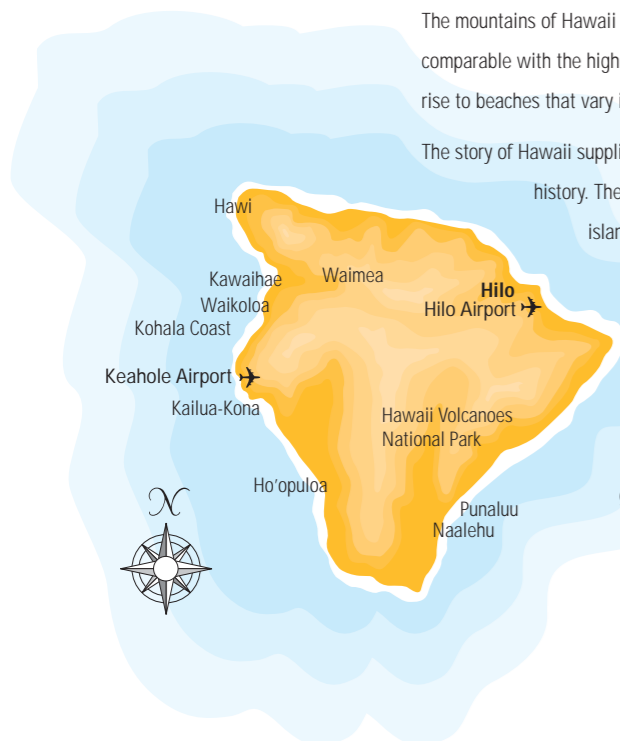 The mountains of Hawaii
comparable with the high
rise to beaches that vary i
The story of Hawaii suppli
history. The
islan
Hawi
Kawaihae
Waimea
Waikoloa
Hilo
Hilo Airport
Kohala Coast
Keahole Airport
Kailua-Kona
Hawaii Volcanoes
National Park
Ho'opuloa
N
Punaluu
Naalehu